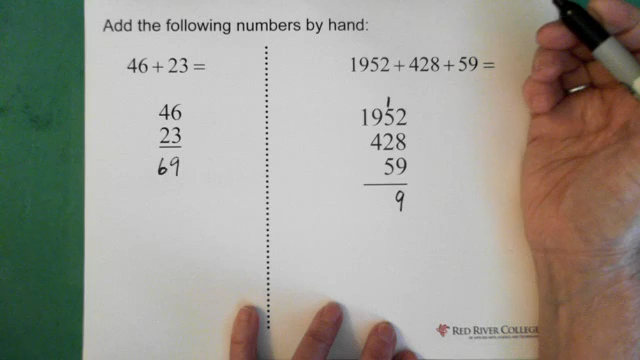 Add the following numbers by hand:
46 + 23 =
46
23
69
1952 + 428 + 59 =
1
1952
428
59
9
RED RIVER COLLEGE